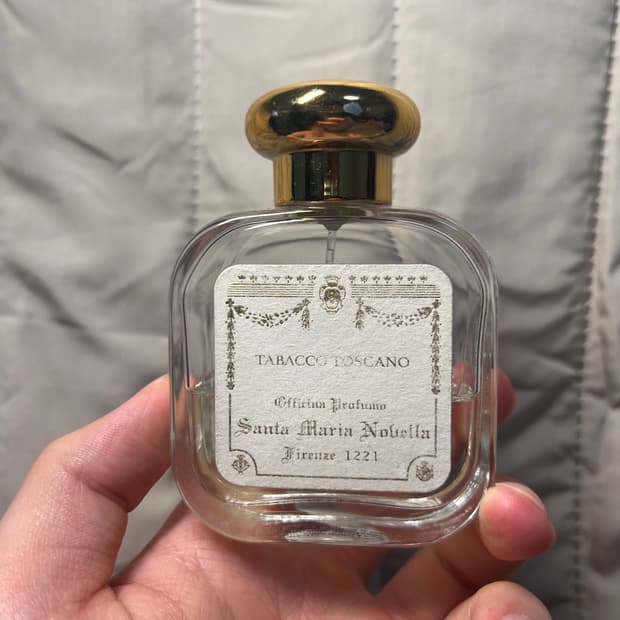 TABACCO TOSCANO
Officina Profumo
Santa Maria Novella
Firenze 1221